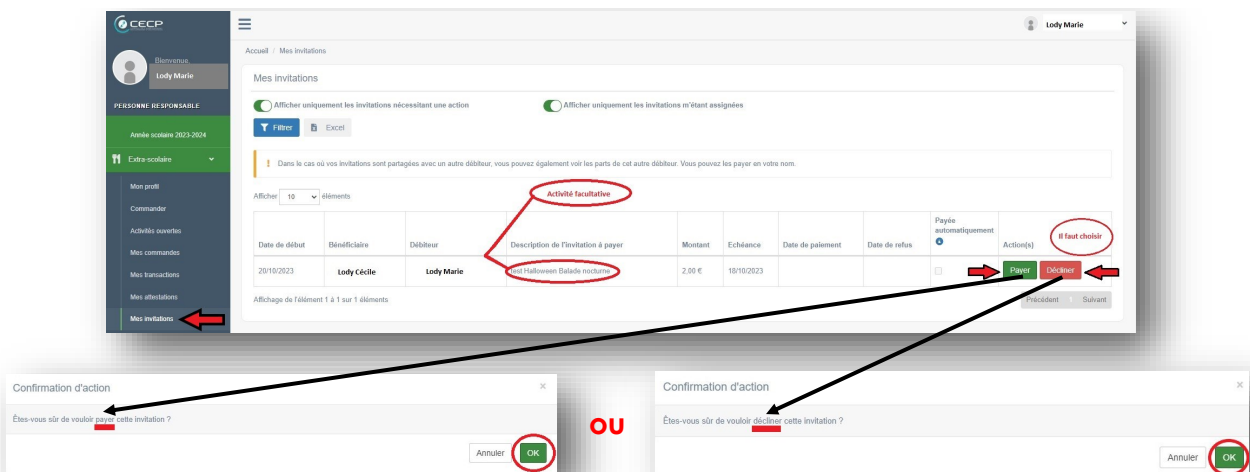 CECP
Lody Marie
Bienvenue,
Lody Marie
PERSONNE RESPONSABLE
Année scolaire 2023-2024
Extra-scolaire
Mon profil
Commander
Activités ouvertes
Mes commandes
Mes transactions
Mes attestations
Mes invitations
Accueil / Mes invitations
Mes invitations
Afficher uniquement les invitations nécessitant une action
Afficher uniquement les invitations m'étant assignées
Filtrer
Excel
! Dans le cas où vos invitations sont partagées avec un autre débiteur, vous pouvez également voir les parts de cet autre débiteur. Vous pouvez les payer en votre nom.
Afficher 10 éléments
Activité facultative
Date de début
Bénéficiaire
Débiteur
Description de l'invitation à payer
Montant
Echéance
Date de paiement
Date de refus
Payée
automatiquement
Action(s)
Il faut choisir
20/10/2023
Lody Cécile
Lody Marie
test Halloween Balade nocturne
2,00 €
18/10/2023
Payer
Décliner
Affichage de l'élément 1 à 1 sur 1 éléments
Précédent 1 Suivant
Confirmation d'action ×
Êtes-vous sûr de vouloir payer cette invitation ?
Annuler OK
OU
Confirmation d'action ×
Êtes-vous sûr de vouloir décliner cette invitation ?
Annuler OK